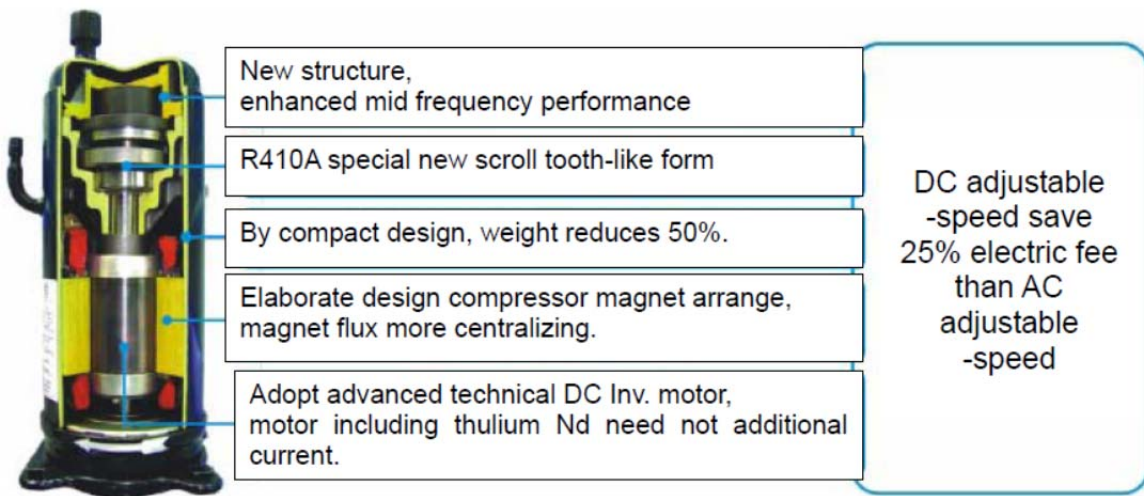 New structure,
enhanced mid frequency performance
R410A special new scroll tooth-like form
By compact design, weight reduces 50%.
Elaborate design compressor magnet arrange,
magnet flux more centralizing.
Adopt advanced technical DC Inv. motor,
motor including thulium Nd need not additional
current.
DC adjustable
-speed save
25% electric fee
than AC
adjustable
-speed